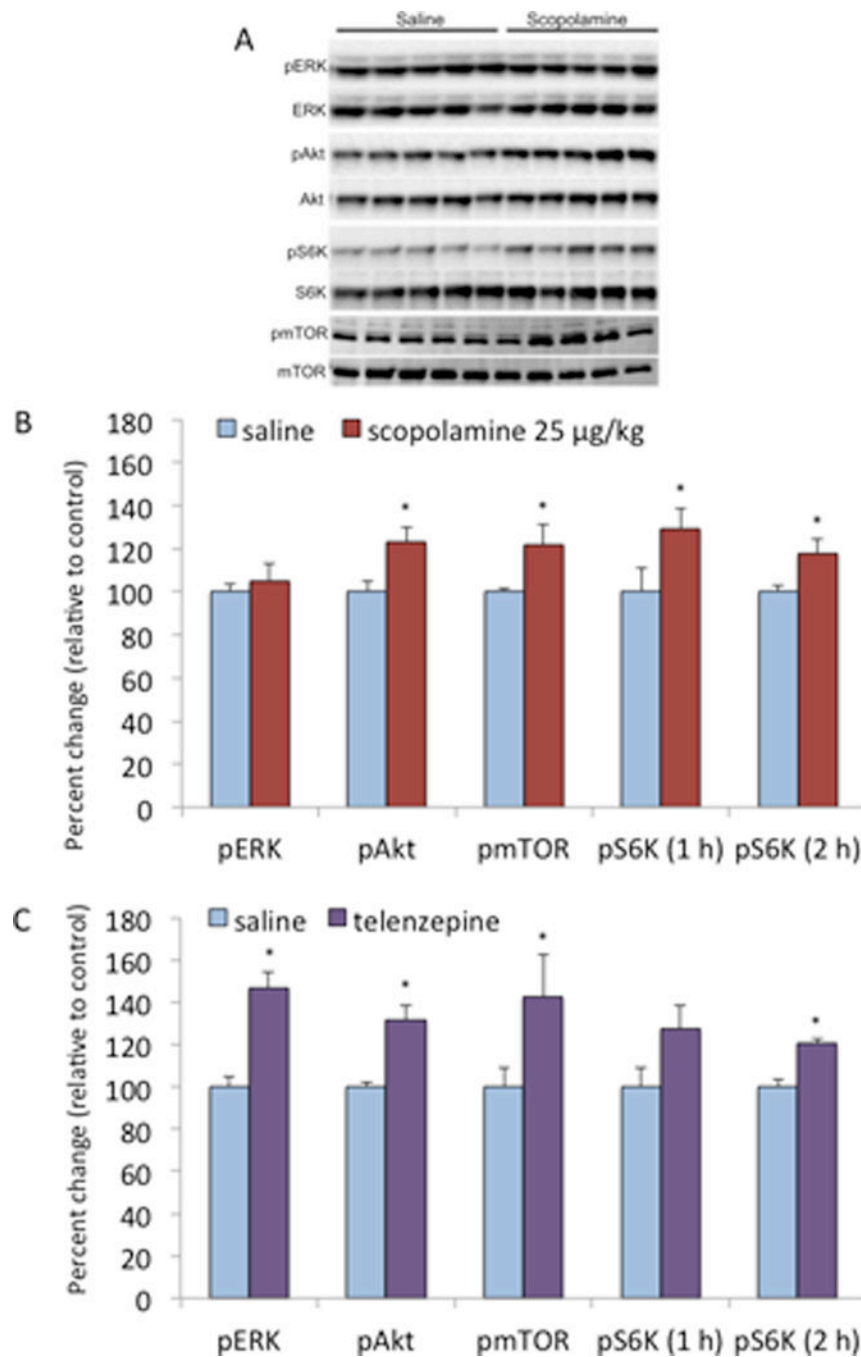 A
Saline Scopolamine
pERK
ERK
pAkt
Akt
pS6K
S6K
pmTOR
mTOR
B
saline scopolamine 25 µg/kg
Percent change (relative to control)
180
160
140
120
100
80
60
40
20
0
* * * *
pERK pAkt pmTOR pS6K (1 h) pS6K (2 h)
C
saline telenzepine
Percent change (relative to control)
180
160
140
120
100
80
60
40
20
0
* * * *
pERK pAkt pmTOR pS6K (1 h) pS6K (2 h)